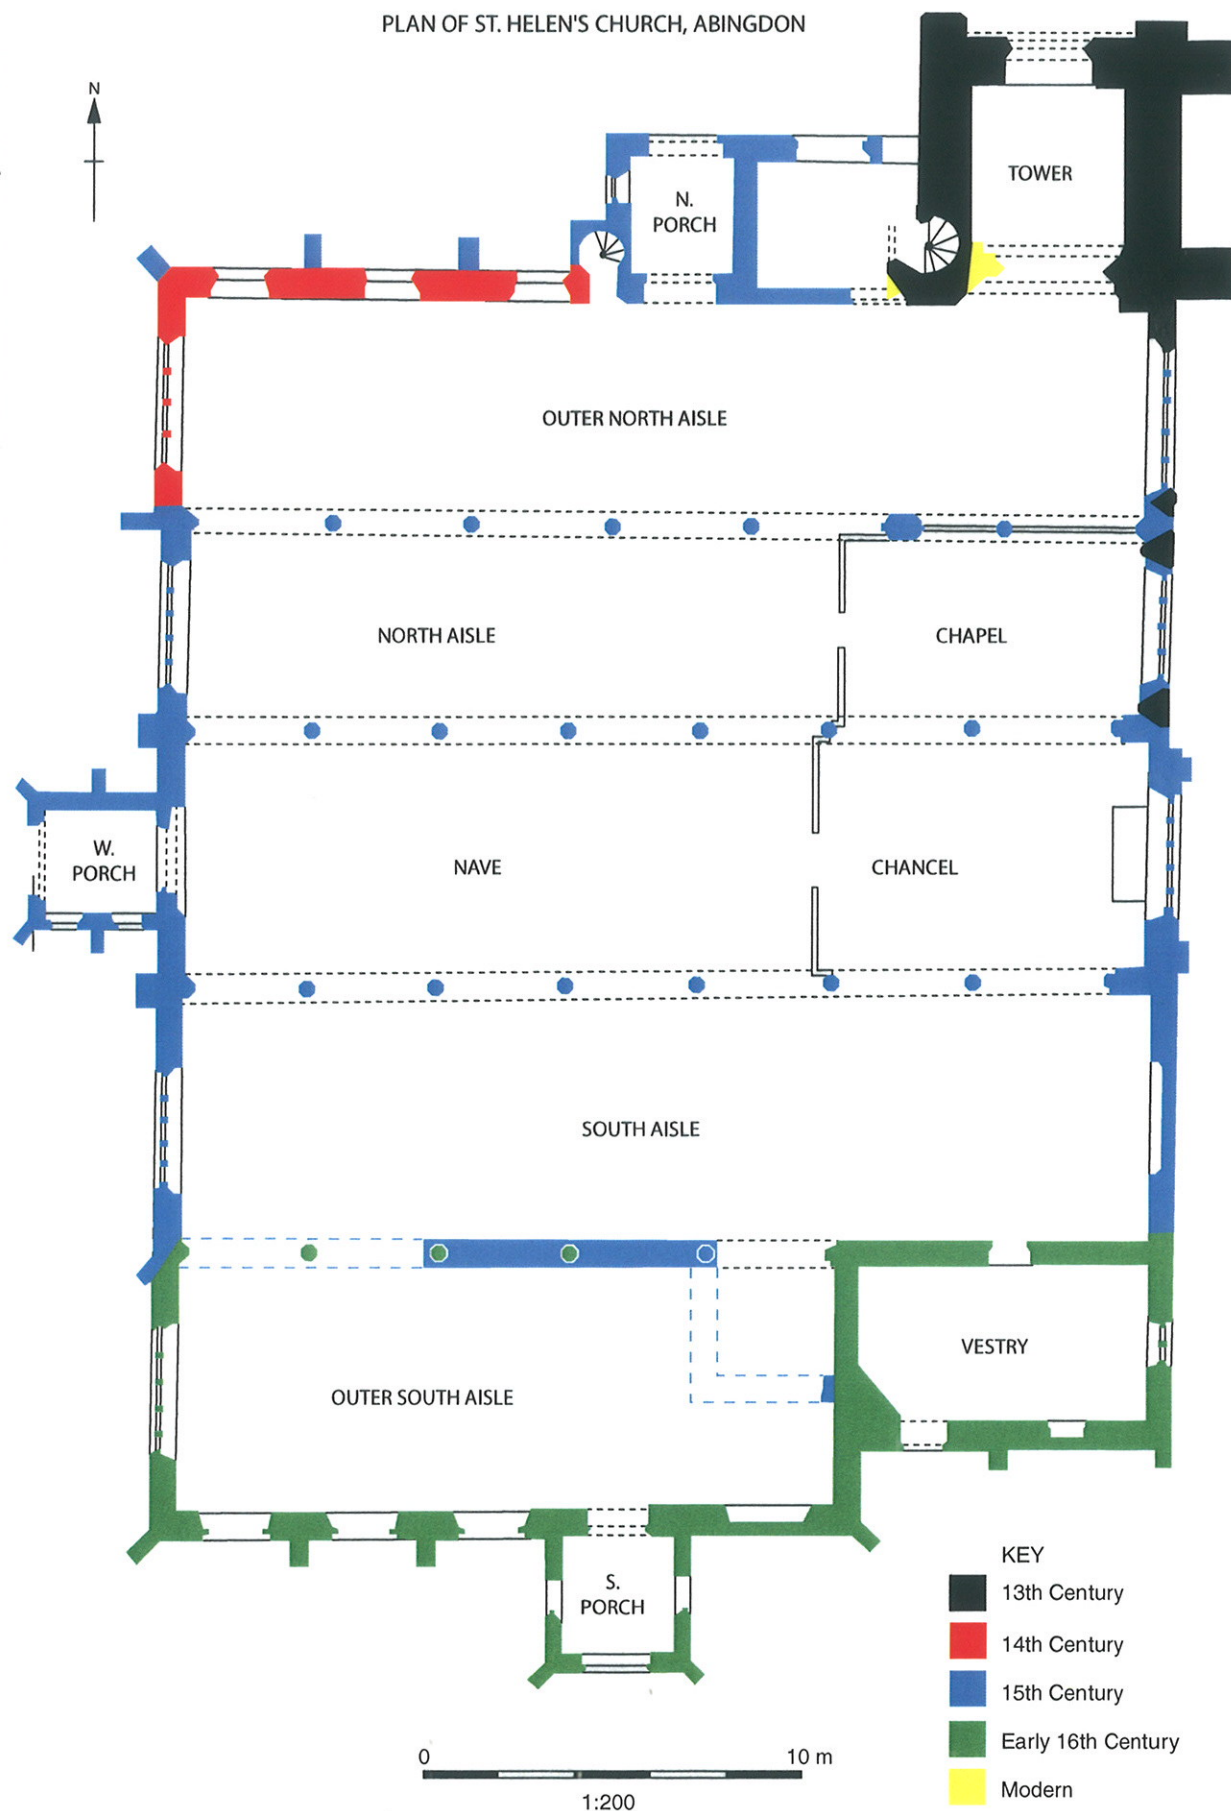 PLAN OF ST. HELEN'S CHURCH, ABINGDON
N
TOWER
N.
PORCH
OUTER NORTH AISLE
NORTH AISLE
CHAPEL
W.
PORCH
NAVE
CHANCEL
SOUTH AISLE
VESTRY
OUTER SOUTH AISLE
S.
PORCH
KEY
13th Century
14th Century
15th Century
Early 16th Century
Modern
0
10 m
1:200